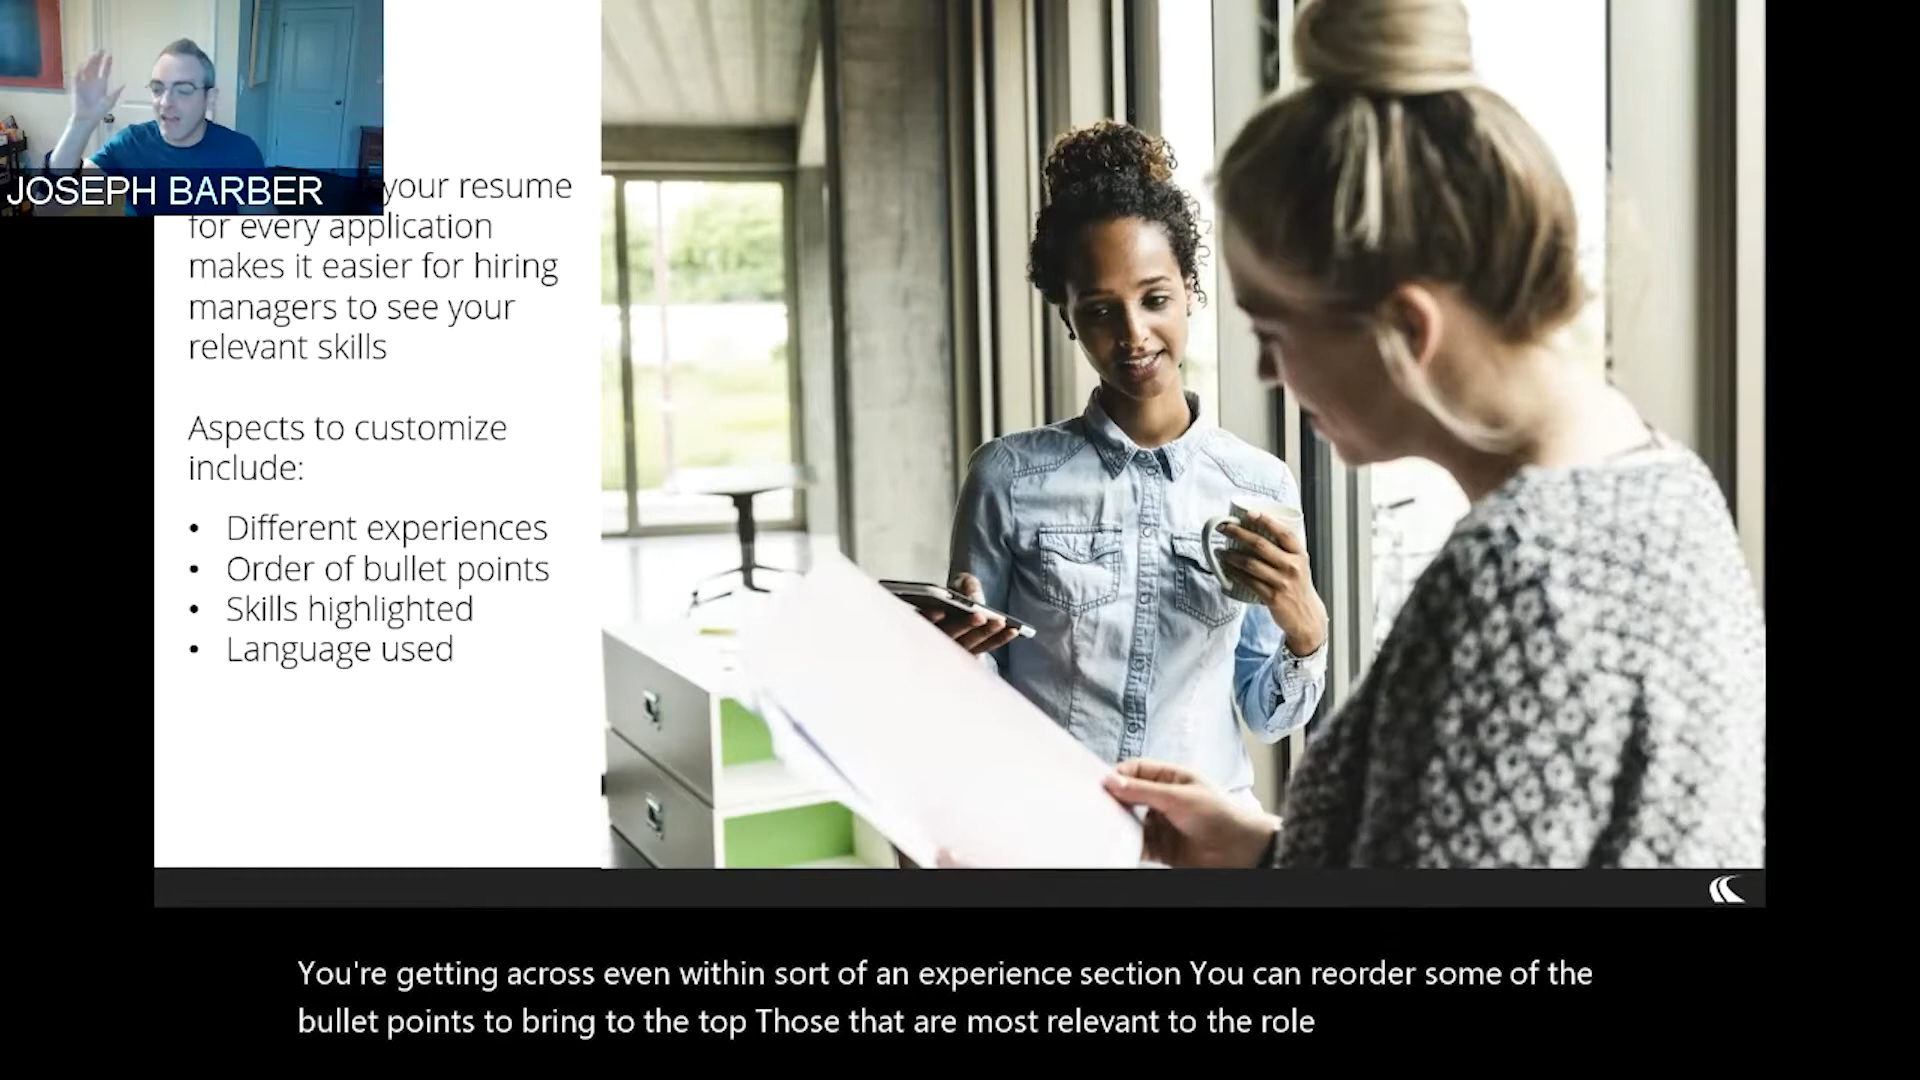 JOSEPH BARBER
your resume
for every application
makes it easier for hiring
managers to see your
relevant skills
Aspects to customize
include:
• Different experiences
• Order of bullet points
• Skills highlighted
• Language used
You're getting across even within sort of an experience section You can reorder some of the
bullet points to bring to the top Those that are most relevant to the role